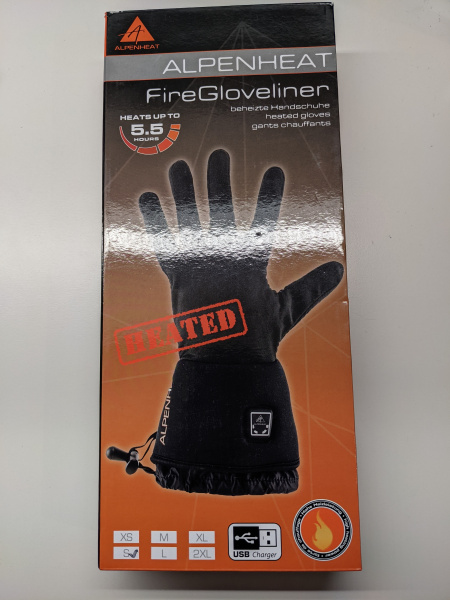 ALPENHEAT
ALPENHEAT
FireGloveliner
beheizte Handschuhe
heated gloves
gants chauffants
HEATS UP TO
5.5
HOURS
HEATED
ALPENH
XS M XL
S L 2XL
USB Charger